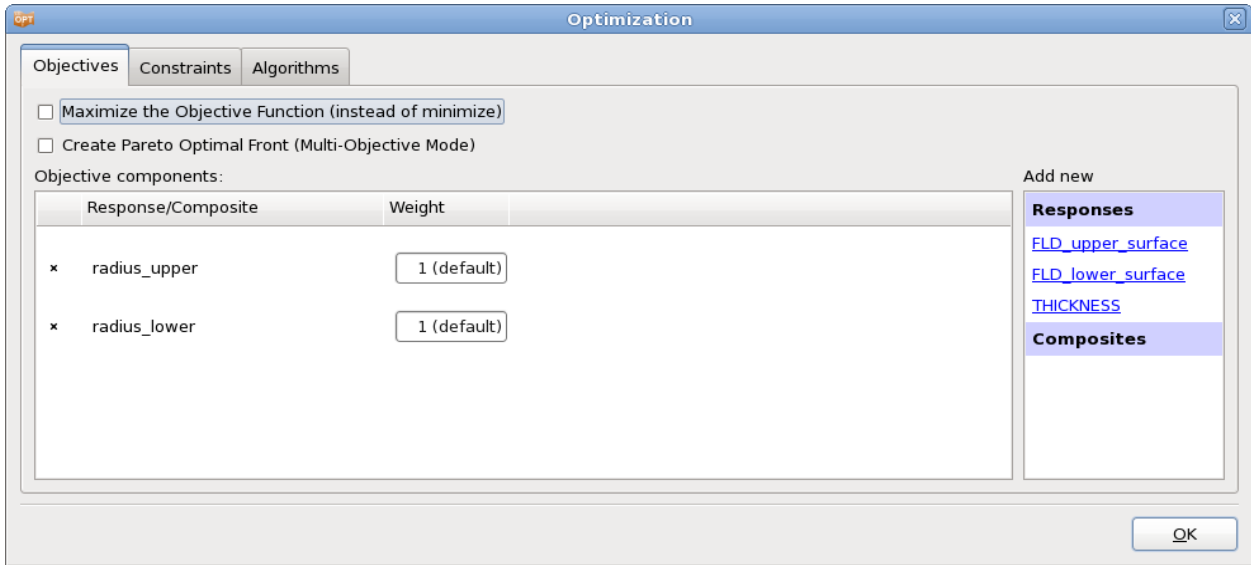 OPT Optimization
Objectives Constraints Algorithms
Maximize the Objective Function (instead of minimize)
Create Pareto Optimal Front (Multi-Objective Mode)
Objective components: Add new
Response/Composite Weight Responses
FLD_upper_surface
radius_upper 1 (default)
FLD_lower_surface
THICKNESS
radius_lower 1 (default)
Composites
OK